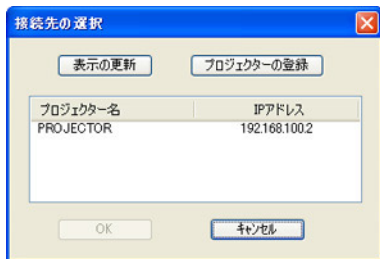 接続先の選択
表示の更新 プロジェクターの登録
プロジェクター名 IPアドレス
PROJECTOR 192.168.100.2
OK キャンセル